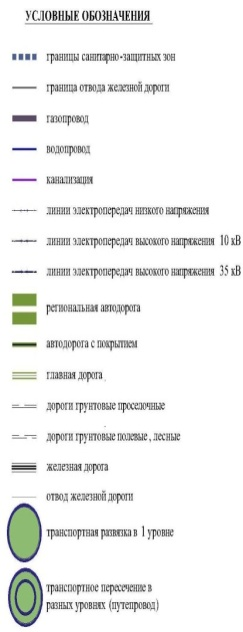 УСЛОВНЫЕ ОБОЗНАЧЕНИЯ
границы санитарно-защитных зон
граница отвода железной дороги
газопровод
водопровод
канализация
линии электропередач низкого напряжения
линии электропередач высокого напряжения 10 кВ
линии электропередач высокого напряжения 35 кВ
региональная автодорога
автодорога с покрытием
главная дорога
дороги грунтовые проселочные
дороги грунтовые полевые, лесные
железная дорога
отвод железной дороги
транспортная развязка в 1 уровне
транспортное пересечение в
разных уровнях (путепровод)